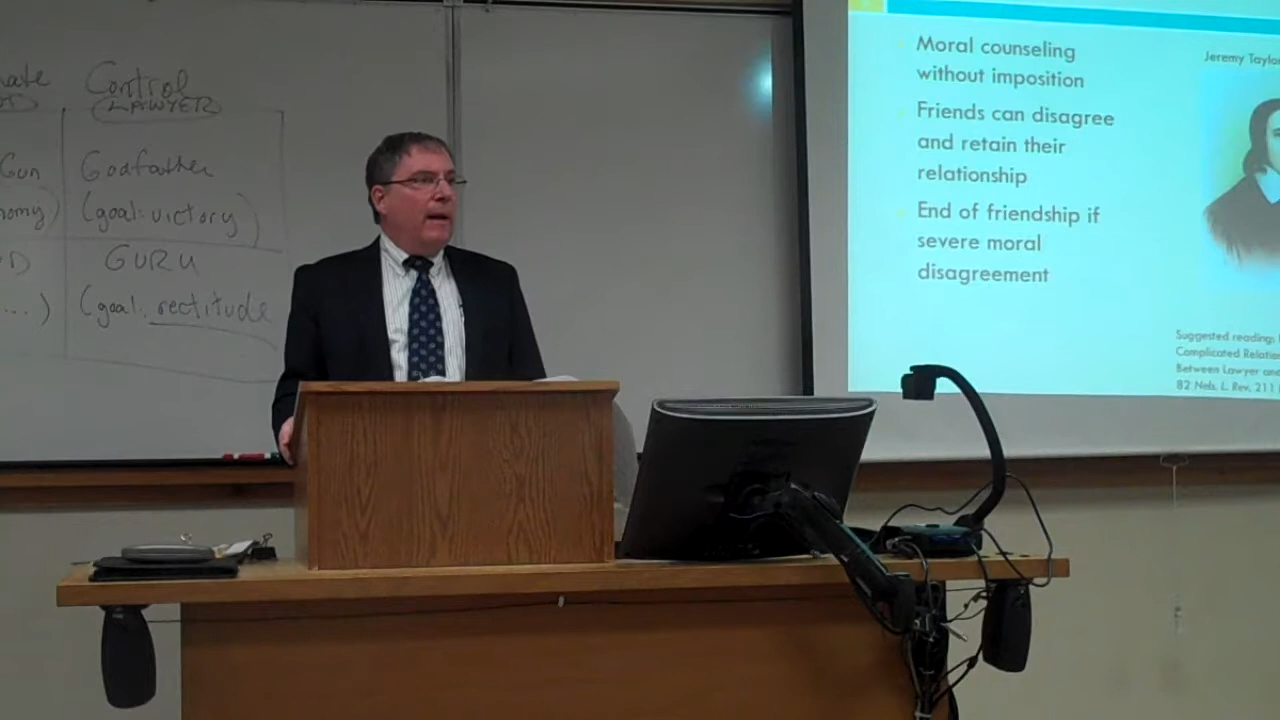 Control
LAWYER
Gun
Godfather
(goal: victory)
GURU
(goal: rectitude
Moral counseling
without imposition
Friends can disagree
and retain their
relationship
End of friendship if
severe moral
disagreement
Jeremy Taylor
Suggested reading:
Complicated Relatio
Between Lawyer and
82 Neb. L. Rev. 211